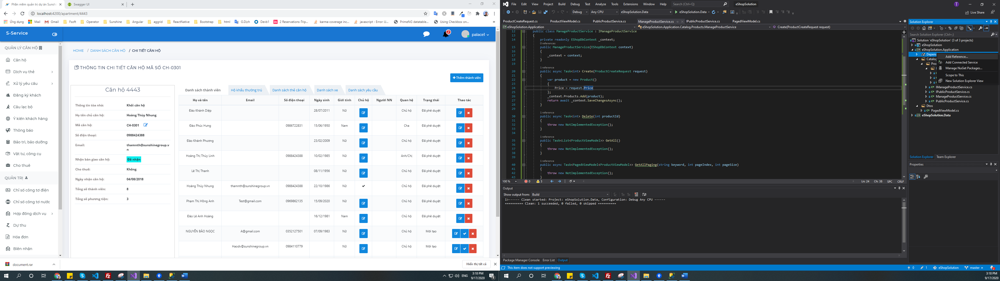 Phần mềm quản trị dự án Sunshi
Swagger UI
localhost:4200/apartment/4443
Ứng dụng
Mail
Gmail
Fsoft
Operator
Sunshine
Angular
aggrid
ReactNative
Bootstrap
html
G.Dịch
Devb1
2 Reservations-Trip...
karma-coverage inc...
javascript - Error: U...
PrimeNG datatable...
Using Checkbox on...
S-Service
2
palace1
QUẢN LÝ CĂN HỘ
Căn hộ
Dịch vụ thẻ
Xử lý yêu cầu
Đăng ký khách
Câu lạc bộ
Ý kiến khách hàng
Thông báo
Bảo trì, bảo dưỡng
Vật tư, công cụ
Cho thuê
QUẢN TRỊ
Chỉ số công tơ điện
Chỉ số công tơ nước
Hợp đồng dịch vụ
Dự thu
Hóa đơn
Biên nhận
HOME / DANH SÁCH CĂN HỘ / CHI TIẾT CĂN HỘ
THÔNG TIN CHI TIẾT CĂN HỘ MÃ SỐ CH-0301
Thêm thành viên
Căn hộ 4443
Thông tin tòa nhà: Khối căn hộ
Họ tên chủ căn hộ: Hoàng Thùy Nhung
Mã căn hộ: CH-0301
Số điện thoại: 0988424388
Email: thamnth@sunshinegroup.v
n
Nhận bàn giao căn hộ: Đã nhận
Cho thuê: Không
Ngày nhận căn hộ: 04/08/2018
Tổng số thành viên: 8
Tổng số phương tiện: 3
Danh sách thành viên Hộ khẩu thường trú Danh sách thẻ căn hộ Danh sách xe Danh sách yêu cầu
Họ và tên Email Số điện thoại Ngày sinh Giới tính Chủ hộ Người NN Quan hệ Trạng thái Thao tác
Đào Khánh Diệp 28/07/2011 Nữ Chủ hộ Đã phê duyệt
Đào Phúc Hưng 0986722831 15/06/1950 Nam Cha Đã phê duyệt
Đào Khánh Phương 23/02/2009 Nữ Chủ hộ Đã phê duyệt
Hoàng Thị Thùy Linh 0988424388 10/02/1985 Nữ Anh/Chị Đã phê duyệt
Lê Thị Thanh 08/11/1956 Nữ Chủ hộ Đã phê duyệt
Hoàng Thùy Nhung thamnth@sunshinegroup.vn 0988424388 22/10/1986 Nữ Chủ hộ Đã phê duyệt
Phạm Thị Hồng Anh Test@gmail.com 0969862135 15/09/2020 Nữ Chủ hộ Đã phê duyệt
Đào Lê Anh Hoàng 16/12/1981 Nam Chủ hộ Đã phê duyệt
NGUYỄN BẢO NGỌC A@gmail.com 0352127501 07/09/1983 Nữ Chủ hộ Mới tạo
Haodv@sunshinegroup.vn 0984110779 Nữ Chủ hộ Mới tạo
document.rar
Hiển thị tất cả
ENG
3:18 PM
9/17/2020
8
File Edit View Project Build Debug Test Analyze Tools Extensions Window Help Search (Ctrl+Q) eShopSolution
T
Debug Any CPU eShopSolution.Data eShopSolution.Data Live Share
ProductCreateRequest.cs ProductViewModel.cs PublicProductService.cs ManageProductService.cs IPublicProductService.cs PagedViewModel.cs
eShopSolution.Application eShopSolution.Application.Catalog.Products.ManageProductService Create(ProductCreateRequest request)
12 public class ManageProductService : IManageProductService
13 {
14 private readonly EShopDbContext _context;
0 references
15 public ManageProductService(EShopDbContext context)
16 {
17 _context = context;
18 }
19
1 reference
20 public async Task<int> Create(ProductCreateRequest request)
21 {
22 var product = new Product()
23 {
24 Price = request.Price
25 };
26 _context.Products.Add(product);
27 return await _context.SaveChangesAsync();
28 }
29
1 reference
30 public async Task<int> Delete(int productId)
31 {
32 throw new NotImplementedException();
33 }
34
1 reference
35 public Task<List<ProductViewModel>> GetAll()
36 {
37 throw new NotImplementedException();
38 }
39
1 reference
40 public async Task<PagedViewModel<ProductViewModel>> GetAllPaging(string keyword, int pageIndex, int pageSize)
41 {
42 throw new NotImplementedException();
43 }
100 % 0 3 Ln: 24 Ch: 38 SPC CRLF
Output
Show output from: Build
1>------ Clean started: Project: eShopSolution.Data, Configuration: Debug Any CPU ------
========== Clean: 1 succeeded, 0 failed, 0 skipped ==========
Package Manager Console Error List Output
Solution Explorer
Search Solution Explorer (Ctrl+;)
Solution 'eShopSolution' (3 of 3 projects)
eShopSolution
eShopSolution.Application
Depend
Catalog
Pro
Add Reference...
Add Connected Service
Manage NuGet Packages...
Scope to This
New Solution Explorer View
IManageProductService.cs
IPublicProductService.cs
ManageProductService.cs
PublicProductService.cs
Dtos
PagedViewModel.cs
eShopSolution.Data
Solution Explorer Team Explorer
Properties
This item does not support previewing
0 1 eShopSolution master 2
3:18 PM
9/17/2020